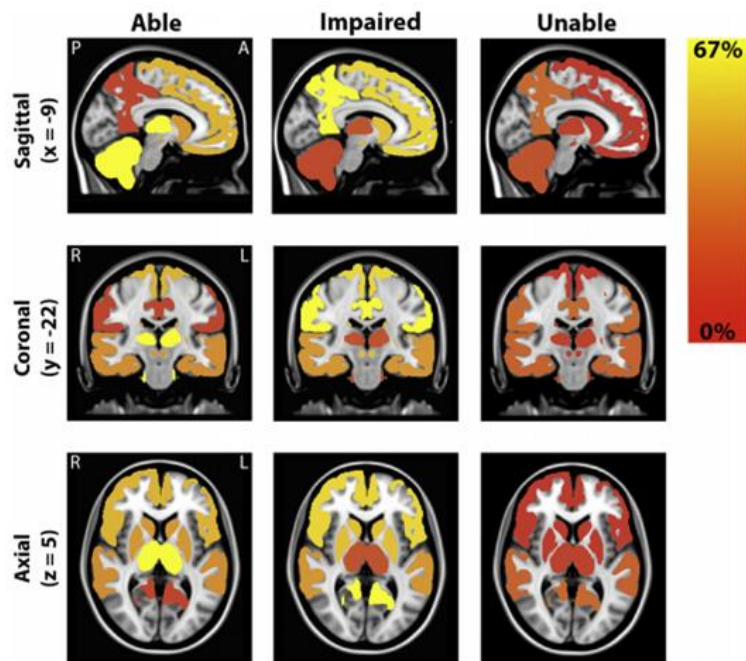 Able Impaired Unable
P A
67%
Sagittal
(x = -9)
R L
Coronal
(y = -22)
0%
R L
Axial
(z = 5)